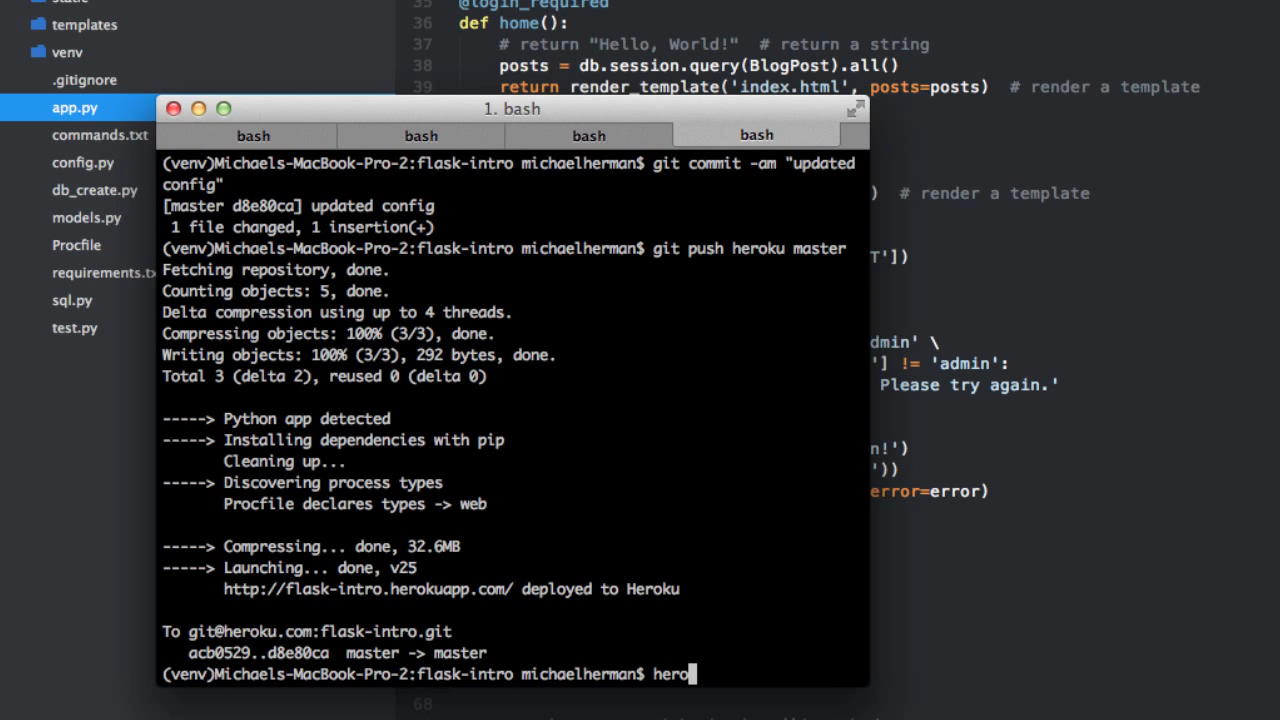 static
templates
venv
.gitignore
app.py
commands.txt
config.py
db_create.py
models.py
Procfile
requirements.tx
sql.py
test.py
35 @login_required
36 def home():
37 # return "Hello, World!" # return a string
38 posts = db.session.query(BlogPost).all()
39 return render_template('index.html', posts=posts) # render a template
) # render a template
T'])
dmin' \
'] != 'admin':
Please try again.'
n!')
'))
error=error)
68
1. bash
bash bash bash bash
(venv)Michaels-MacBook-Pro-2:flask-intro michaelherman$ git commit -am "updated
config"
[master d8e80ca] updated config
1 file changed, 1 insertion(+)
(venv)Michaels-MacBook-Pro-2:flask-intro michaelherman$ git push heroku master
Fetching repository, done.
Counting objects: 5, done.
Delta compression using up to 4 threads.
Compressing objects: 100% (3/3), done.
Writing objects: 100% (3/3), 292 bytes, done.
Total 3 (delta 2), reused 0 (delta 0)
-----> Python app detected
-----> Installing dependencies with pip
Cleaning up...
-----> Discovering process types
Procfile declares types -> web
-----> Compressing... done, 32.6MB
-----> Launching... done, v25
http://flask-intro.herokuapp.com/ deployed to Heroku
To git@heroku.com:flask-intro.git
acb0529..d8e80ca master -> master
(venv)Michaels-MacBook-Pro-2:flask-intro michaelherman$ hero